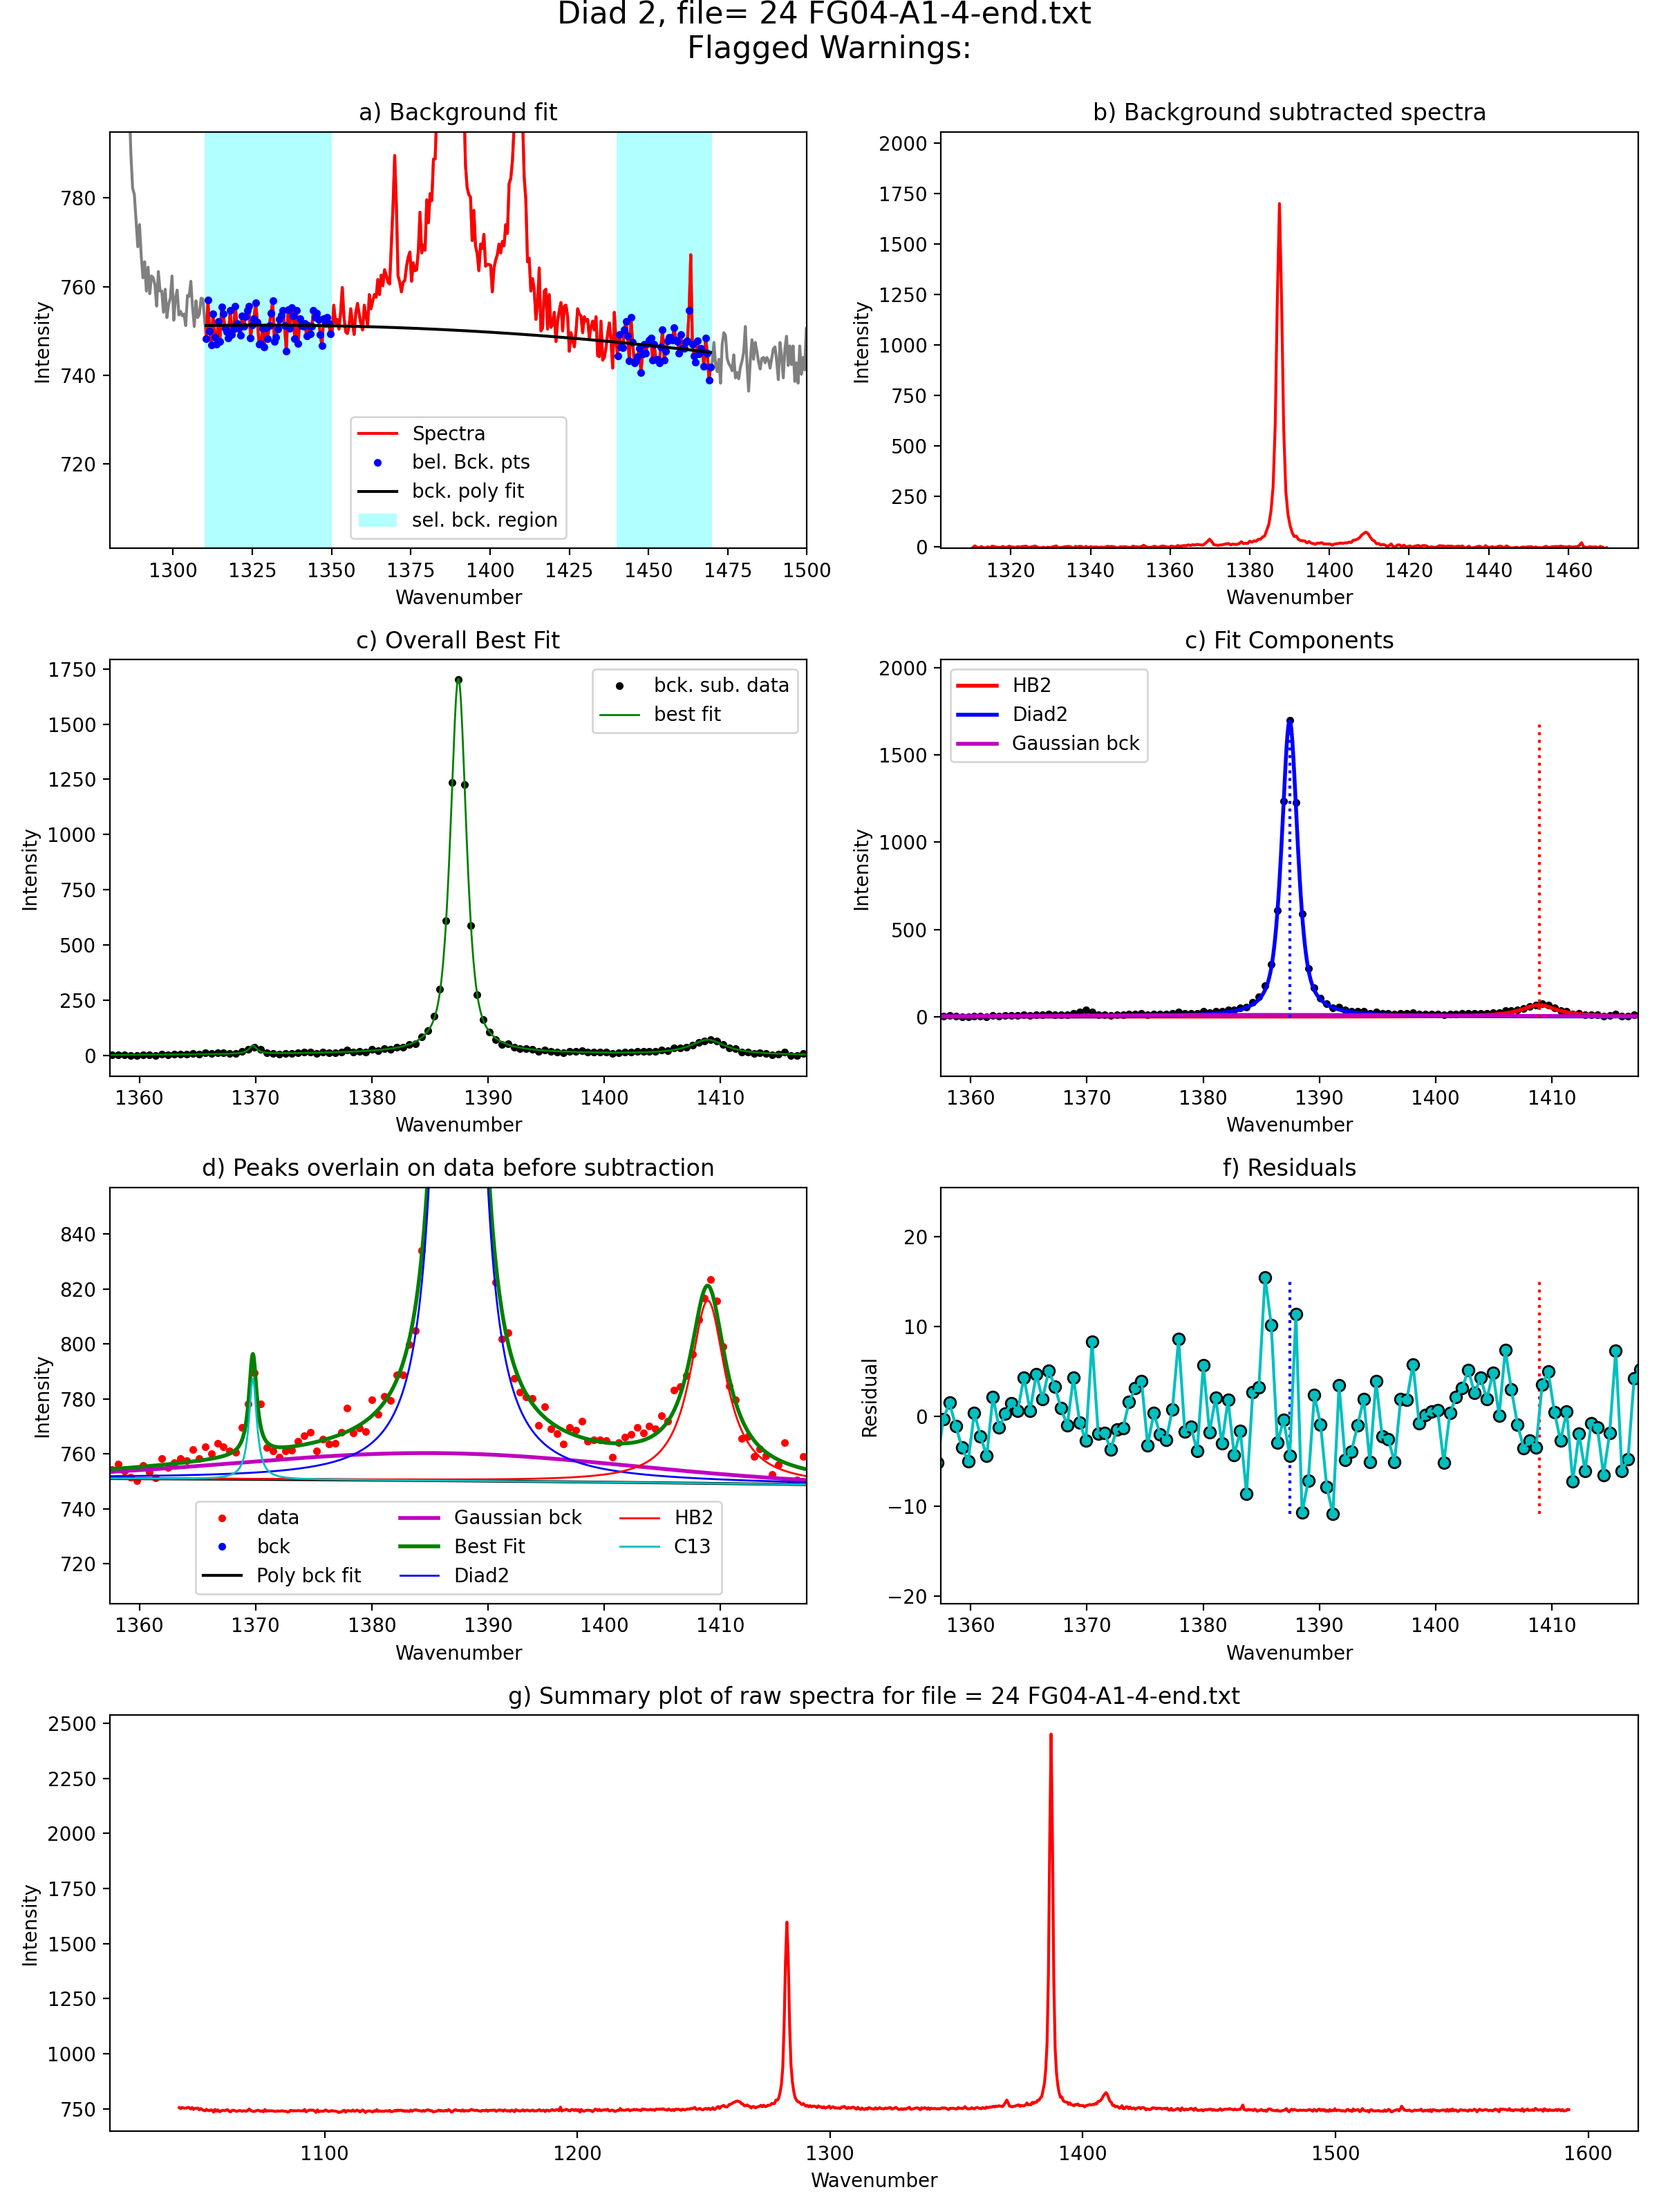 Diad 2, file= 24 FG04-A1-4-end.txt
Flagged Warnings:
a) Background fit
780
760
740
720
Intensity
Spectra
bel. Bck. pts
bck. poly fit
sel. bck. region
1300 1325 1350 1375 1400 1425 1450 1475 1500
Wavenumber
b) Background subtracted spectra
2000
1750
1500
1250
1000
750
500
250
0
Intensity
1320 1340 1360 1380 1400 1420 1440 1460
Wavenumber
c) Overall Best Fit
1750
1500
1250
1000
750
500
250
0
Intensity
bck. sub. data
best fit
1360 1370 1380 1390 1400 1410
Wavenumber
c) Fit Components
2000
1500
1000
500
0
Intensity
HB2
Diad2
Gaussian bck
1360 1370 1380 1390 1400 1410
Wavenumber
d) Peaks overlain on data before subtraction
840
820
800
780
760
740
720
Intensity
data
bck
Poly bck fit
Gaussian bck
Best Fit
Diad2
HB2
C13
1360 1370 1380 1390 1400 1410
Wavenumber
f) Residuals
20
10
0
−10
−20
Residual
1360 1370 1380 1390 1400 1410
Wavenumber
g) Summary plot of raw spectra for file = 24 FG04-A1-4-end.txt
2500
2250
2000
1750
1500
1250
1000
750
Intensity
1100 1200 1300 1400 1500 1600
Wavenumber